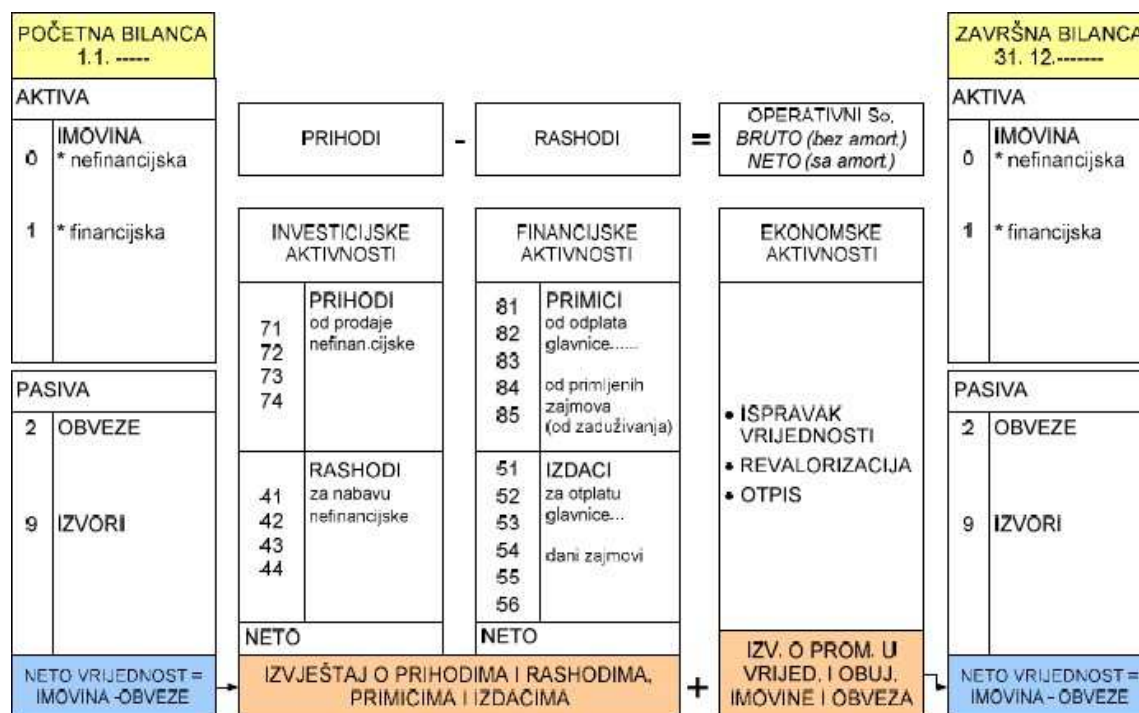 POČETNA BILANCA
1.1. -----
AKTIVA
0
IMOVINA
* nefinancijska
1
* financijska
PASIVA
2 OBVEZE
9 IZVORI
NETO VRIJEDNOST =
IMOVINA -OBVEZE
PRIHODI
-
RASHODI
=
OPERATIVNI So,
BRUTO (bez amort.)
NETO (sa amort.)
INVESTICIJSKE
AKTIVNOSTI
71
72
73
74
PRIHODI
od prodaje
nefinan.cijske
41
42
43
44
RASHODI
za nabavu
nefinancijske
NETO
FINANCIJSKE
AKTIVNOSTI
81
82
83
84
85
PRIMICI
od odplata
glavnice......
od primljenih
zajmova
(od zaduživanja)
51
52
53
54
55
56
IZDACI
za otplatu
glavnice...
dani zajmovi
NETO
IZVJEŠTAJ O PRIHODIMA I RASHODIMA,
PRIMICIMA I IZDACIMA
+
EKONOMSKE
AKTIVNOSTI
• ISPRAVAK
VRIJEDNOSTI
• REVALORIZACIJA
• OTPIS
IZV. O PROM. U
VRIJED. I OBUJ.
IMOVINE I OBVEZA
ZAVRŠNA BILANCA
31. 12.-------
AKTIVA
0
IMOVINA
* nefinancijska
1
* financijska
PASIVA
2 OBVEZE
9 IZVORI
NETO VRIJEDNOST =
IMOVINA - OBVEZE